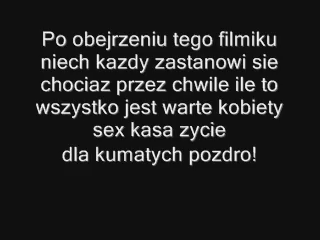 Po obejrzeniu tego filmiku
niech kazdy zastanowi sie
chociaz przez chwile ile to
wszystko jest warte kobiety
sex kasa zycie
dla kumatych pozdro!